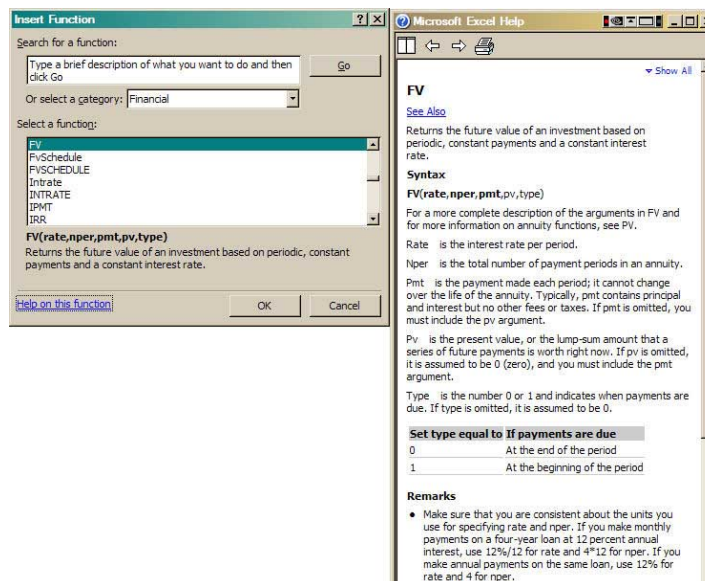 Insert Function
Search for a function:
Type a brief description of what you want to do and then
click Go
Go
Or select a category: Financial
Select a function:
FV
FvSchedule
FVSCHEDULE
Intrate
INTRATE
IPMT
IRR
FV(rate,nper,pmt,pv,type)
Returns the future value of an investment based on periodic, constant
payments and a constant interest rate.
Help on this function
OK
Cancel
Microsoft Excel Help
Show All
FV
See Also
Returns the future value of an investment based on
periodic, constant payments and a constant interest
rate.
Syntax
FV(rate,nper,pmt,pv,type)
For a more complete description of the arguments in FV and
for more information on annuity functions, see PV.
Rate is the interest rate per period.
Nper is the total number of payment periods in an annuity.
Pmt is the payment made each period; it cannot change
over the life of the annuity. Typically, pmt contains principal
and interest but no other fees or taxes. If pmt is omitted, you
must include the pv argument.
Pv is the present value, or the lump-sum amount that a
series of future payments is worth right now. If pv is omitted,
it is assumed to be 0 (zero), and you must include the pmt
argument.
Type is the number 0 or 1 and indicates when payments are
due. If type is omitted, it is assumed to be 0.
Set type equal to If payments are due
0 At the end of the period
1 At the beginning of the period
Remarks
• Make sure that you are consistent about the units you
use for specifying rate and nper. If you make monthly
payments on a four-year loan at 12 percent annual
interest, use 12%/12 for rate and 4*12 for nper. If you
make annual payments on the same loan, use 12% for
rate and 4 for nper.